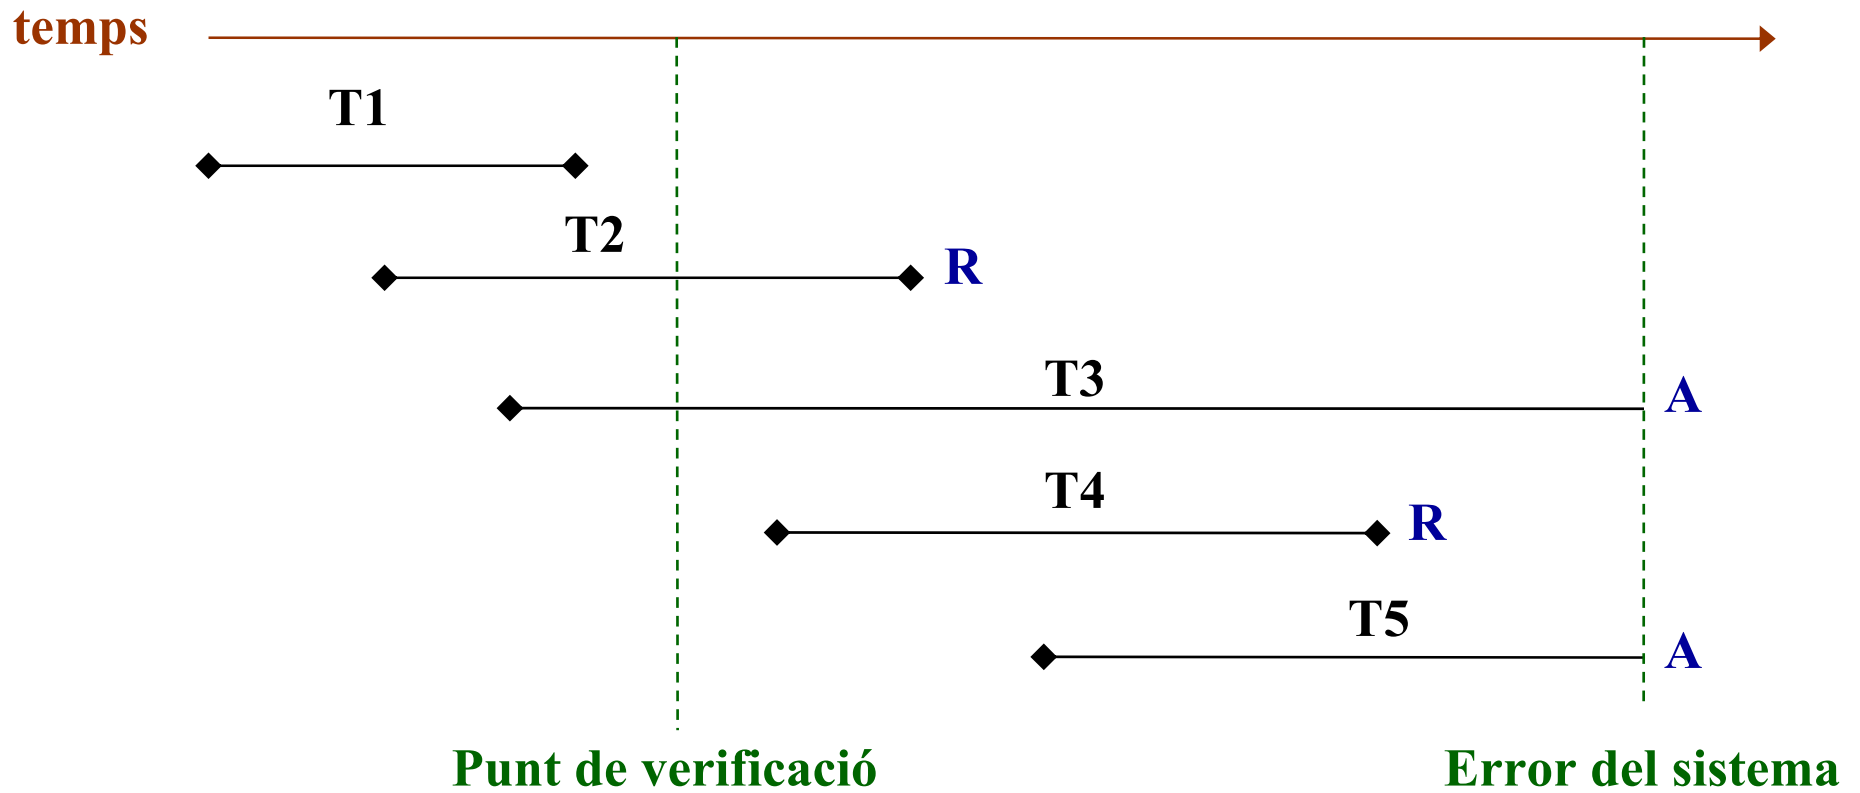 temps
T1
T2
R
T3
A
T4
R
T5
A
Punt de verificació
Error del sistema